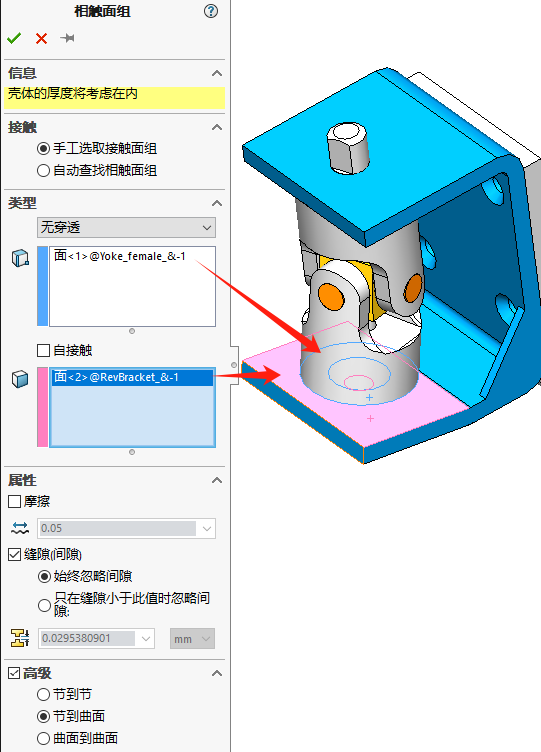 相触面组
信息
壳体的厚度将考虑在内
接触
手工选取接触面组
自动查找相触面组
类型
无穿透
面<1>@Yoke_female_&-1
自接触
面<2>@RevBracket_&-1
属性
摩擦
0.05
缝隙(间隙)
始终忽略间隙
只在缝隙小于此值时忽略间
隙:
0.0295380901
mm
高级
节到节
节到曲面
曲面到曲面